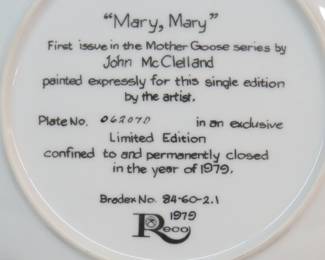 "Mary, Mary"
First issue in the Mother Goose series by
John McClelland
painted expressly for this single edition
by the artist.
Plate No. 06207D in an exclusive
Limited Edition
confined to and permanently closed
in the year of 1979.
Bradex No. 84-60-2.1
1979
Reco